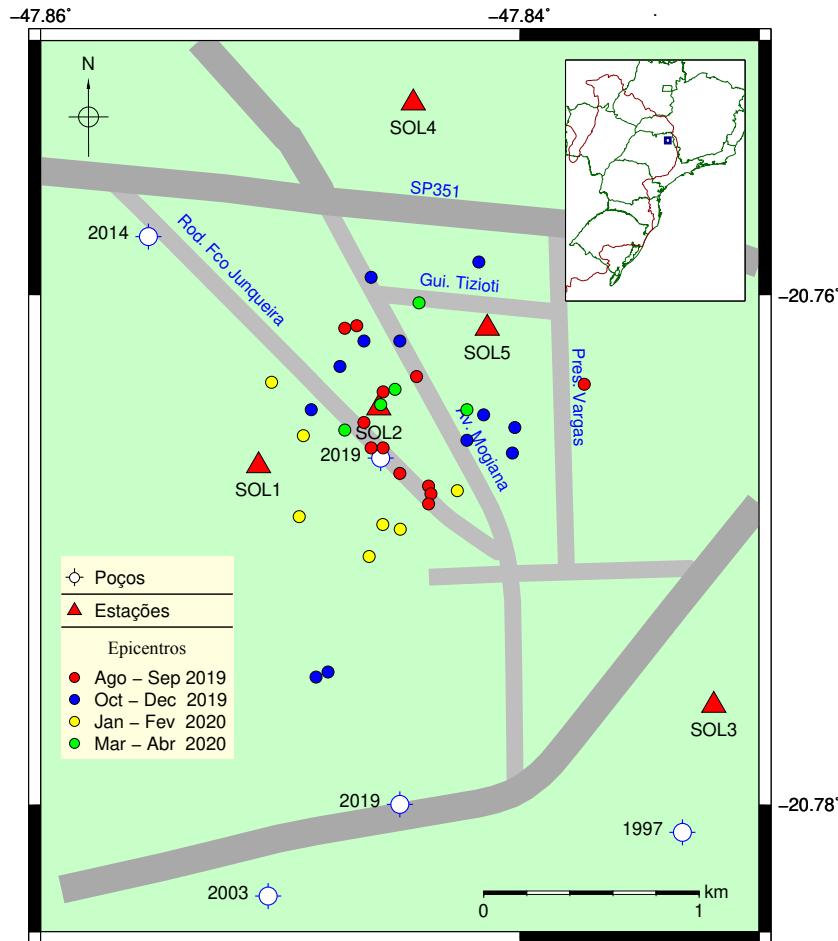 −47.86°
−47.84°
N
SOL4
SP351
2014
Rod. Fco Junqueira
Gui. Tizioti
−20.76°
SOL5
Pres. Vargas
SOL2
Av. Mogiana
2019
SOL1
Poços
Estações
Epicentros
Ago − Sep 2019
Oct − Dec 2019
Jan − Fev 2020
Mar − Abr 2020
SOL3
2019
−20.78°
1997
2003
km
0
1